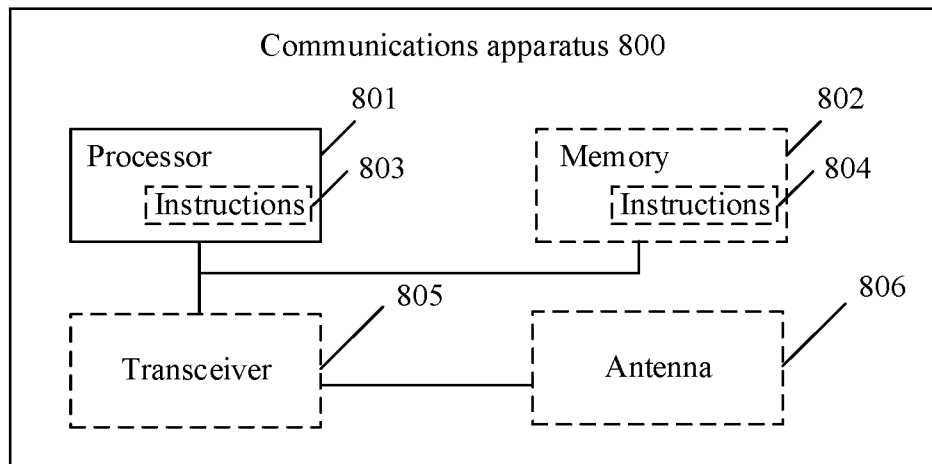 Communications apparatus 800
801
802
Processor
Memory
803
804
Instructions
Instructions
805
806
Transceiver
Antenna